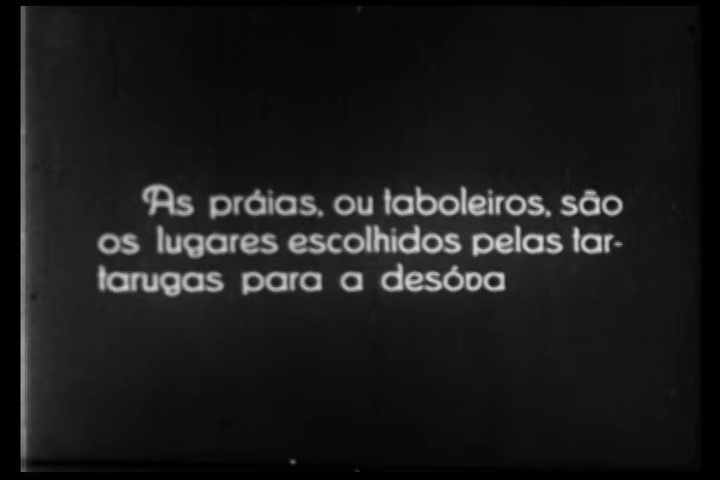 As práias, ou taboleiros, são
os lugares escolhidos pelas tar-
tarugas para a desóva